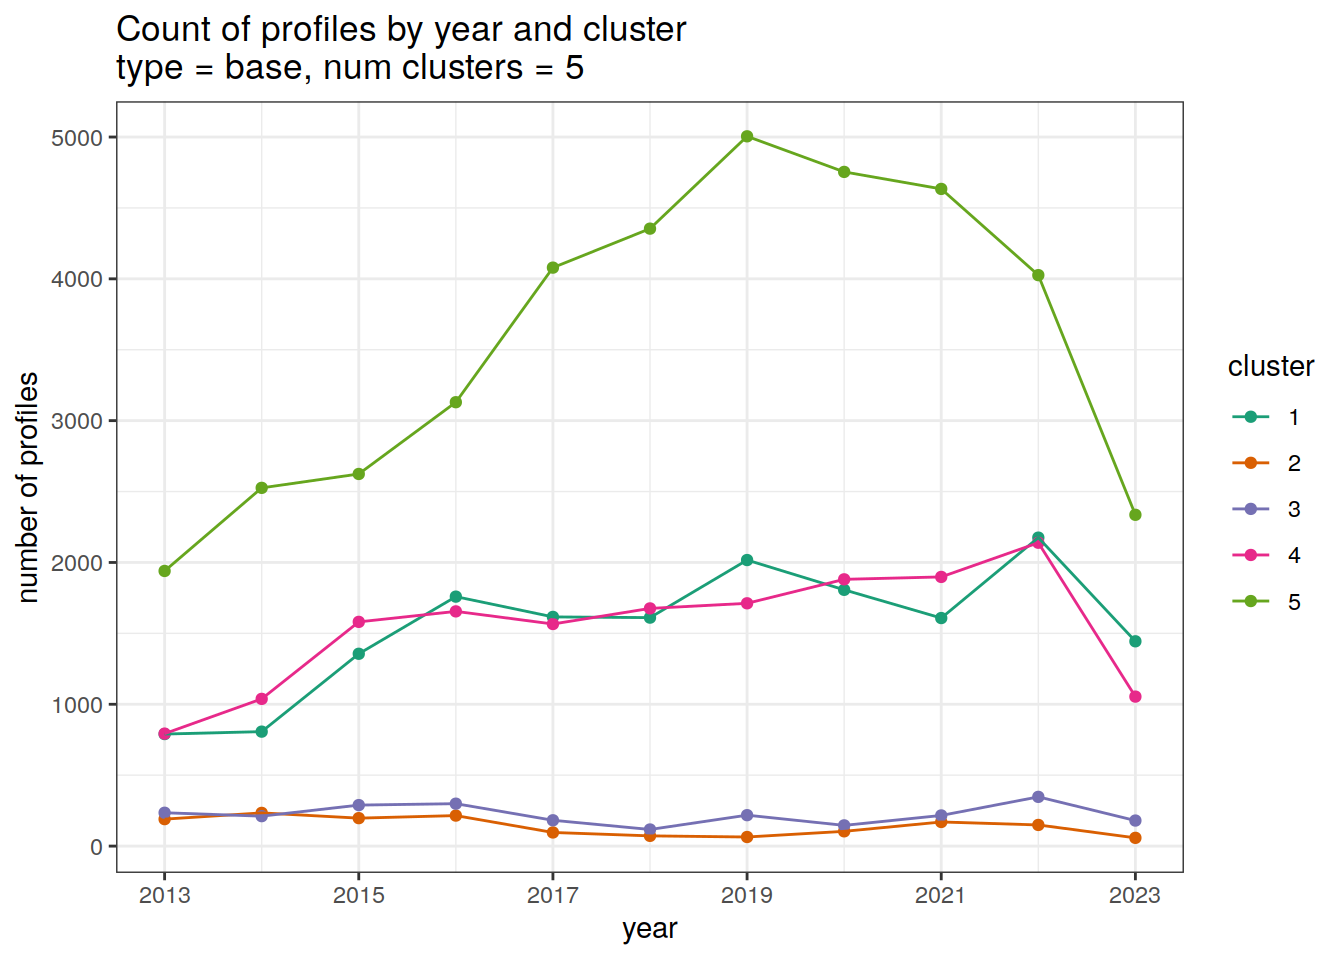 Count of profiles by year and cluster
type = base, num clusters = 5
5000
4000
3000
2000
1000
0
number of profiles
2013 2015 2017 2019 2021 2023
year
cluster
1
2
3
4
5